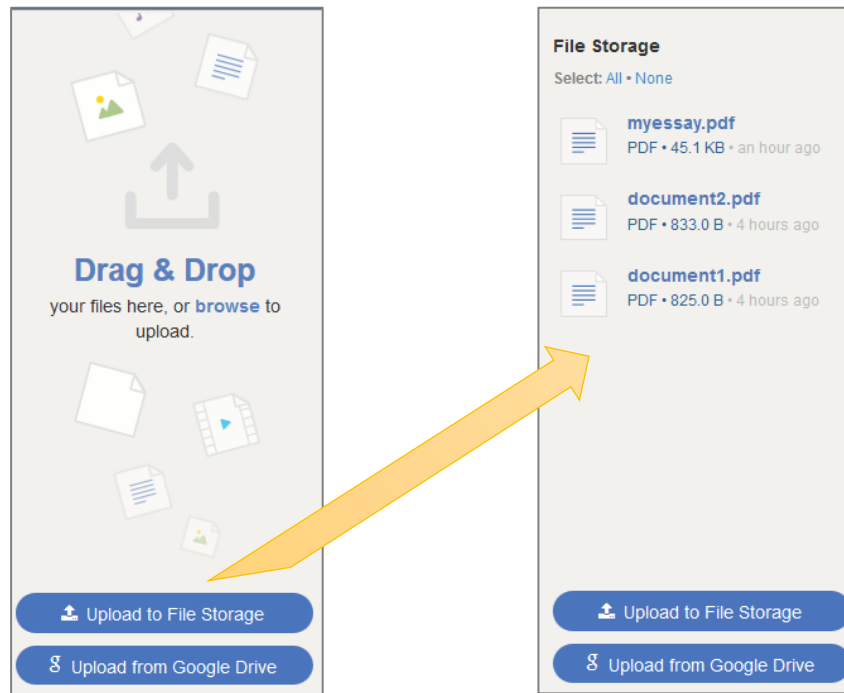 Drag & Drop
your files here, or browse to
upload.
Upload to File Storage
Upload from Google Drive
File Storage
Select: All • None
myessay.pdf
PDF • 45.1 KB • an hour ago
document2.pdf
PDF • 833.0 B • 4 hours ago
document1.pdf
PDF • 825.0 B • 4 hours ago
Upload to File Storage
Upload from Google Drive